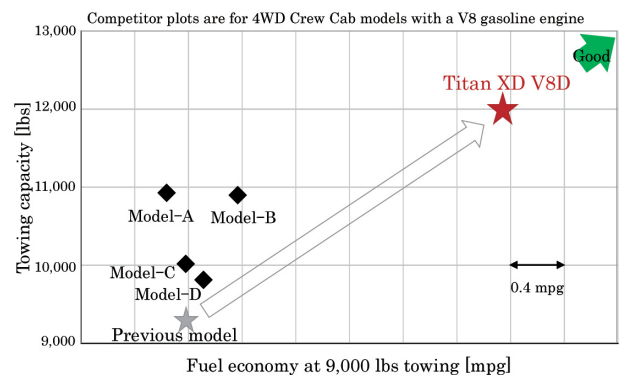 Competitor plots are for 4WD Crew Cab models with a V8 gasoline engine
13,000
Good
Titan XD V8D
12,000
Towing capacity [lbs]
11,000
Model-A
Model-B
Model-C
10,000
0.4 mpg
Model-D
Previous model
9,000
Fuel economy at 9,000 lbs towing [mpg]